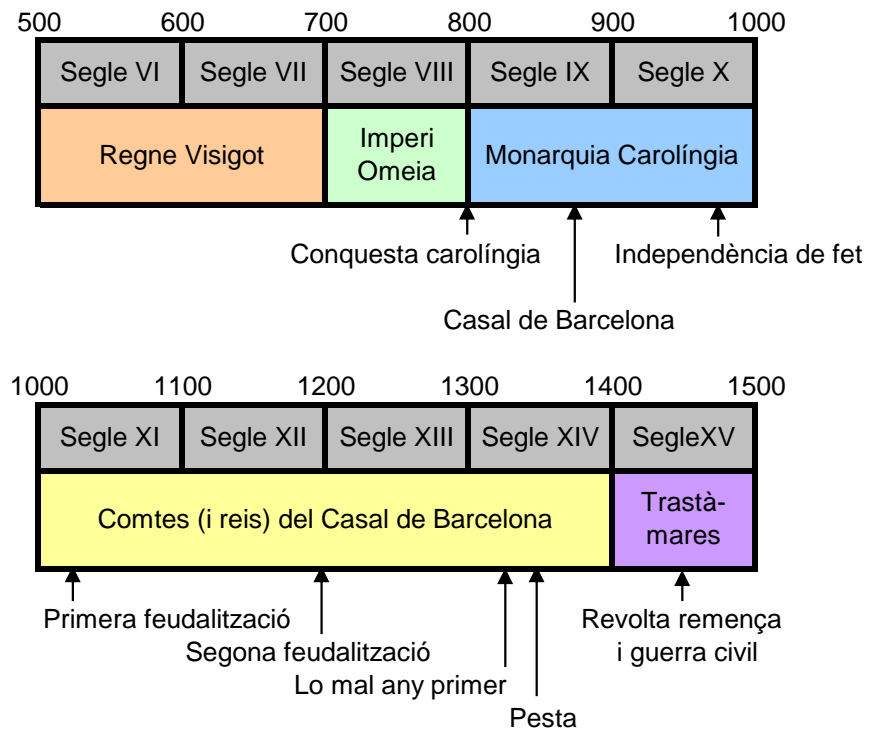 500 600 700 800 900 1000
Segle VI Segle VII Segle VIII Segle IX Segle X
Regne Visigot
Imperi
Omeia
Monarquia Carolíngia
Conquesta carolíngia
Independència de fet
Casal de Barcelona
1000 1100 1200 1300 1400 1500
Segle XI Segle XII Segle XIII Segle XIV SegleXV
Comtes (i reis) del Casal de Barcelona
Trastà-
mares
Primera feudalització
Revolta remença
i guerra civil
Segona feudalització
Lo mal any primer
Pesta